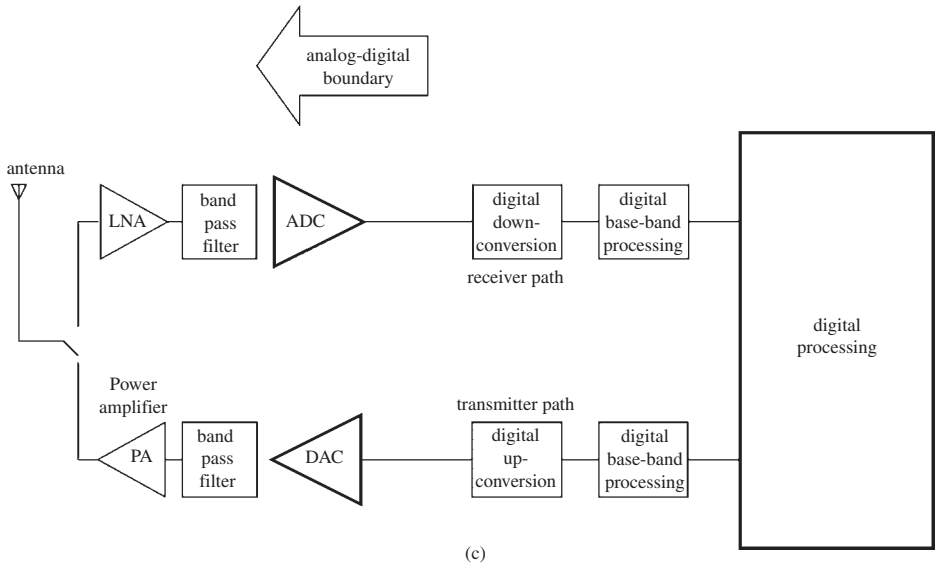 analog-digital
boundary
antenna
LNA
band
pass
filter
ADC
digital
down-
conversion
digital
base-band
processing
receiver path
digital
processing
Power
amplifier
transmitter path
PA
band
pass
filter
DAC
digital
up-
conversion
digital
base-band
processing
(c)